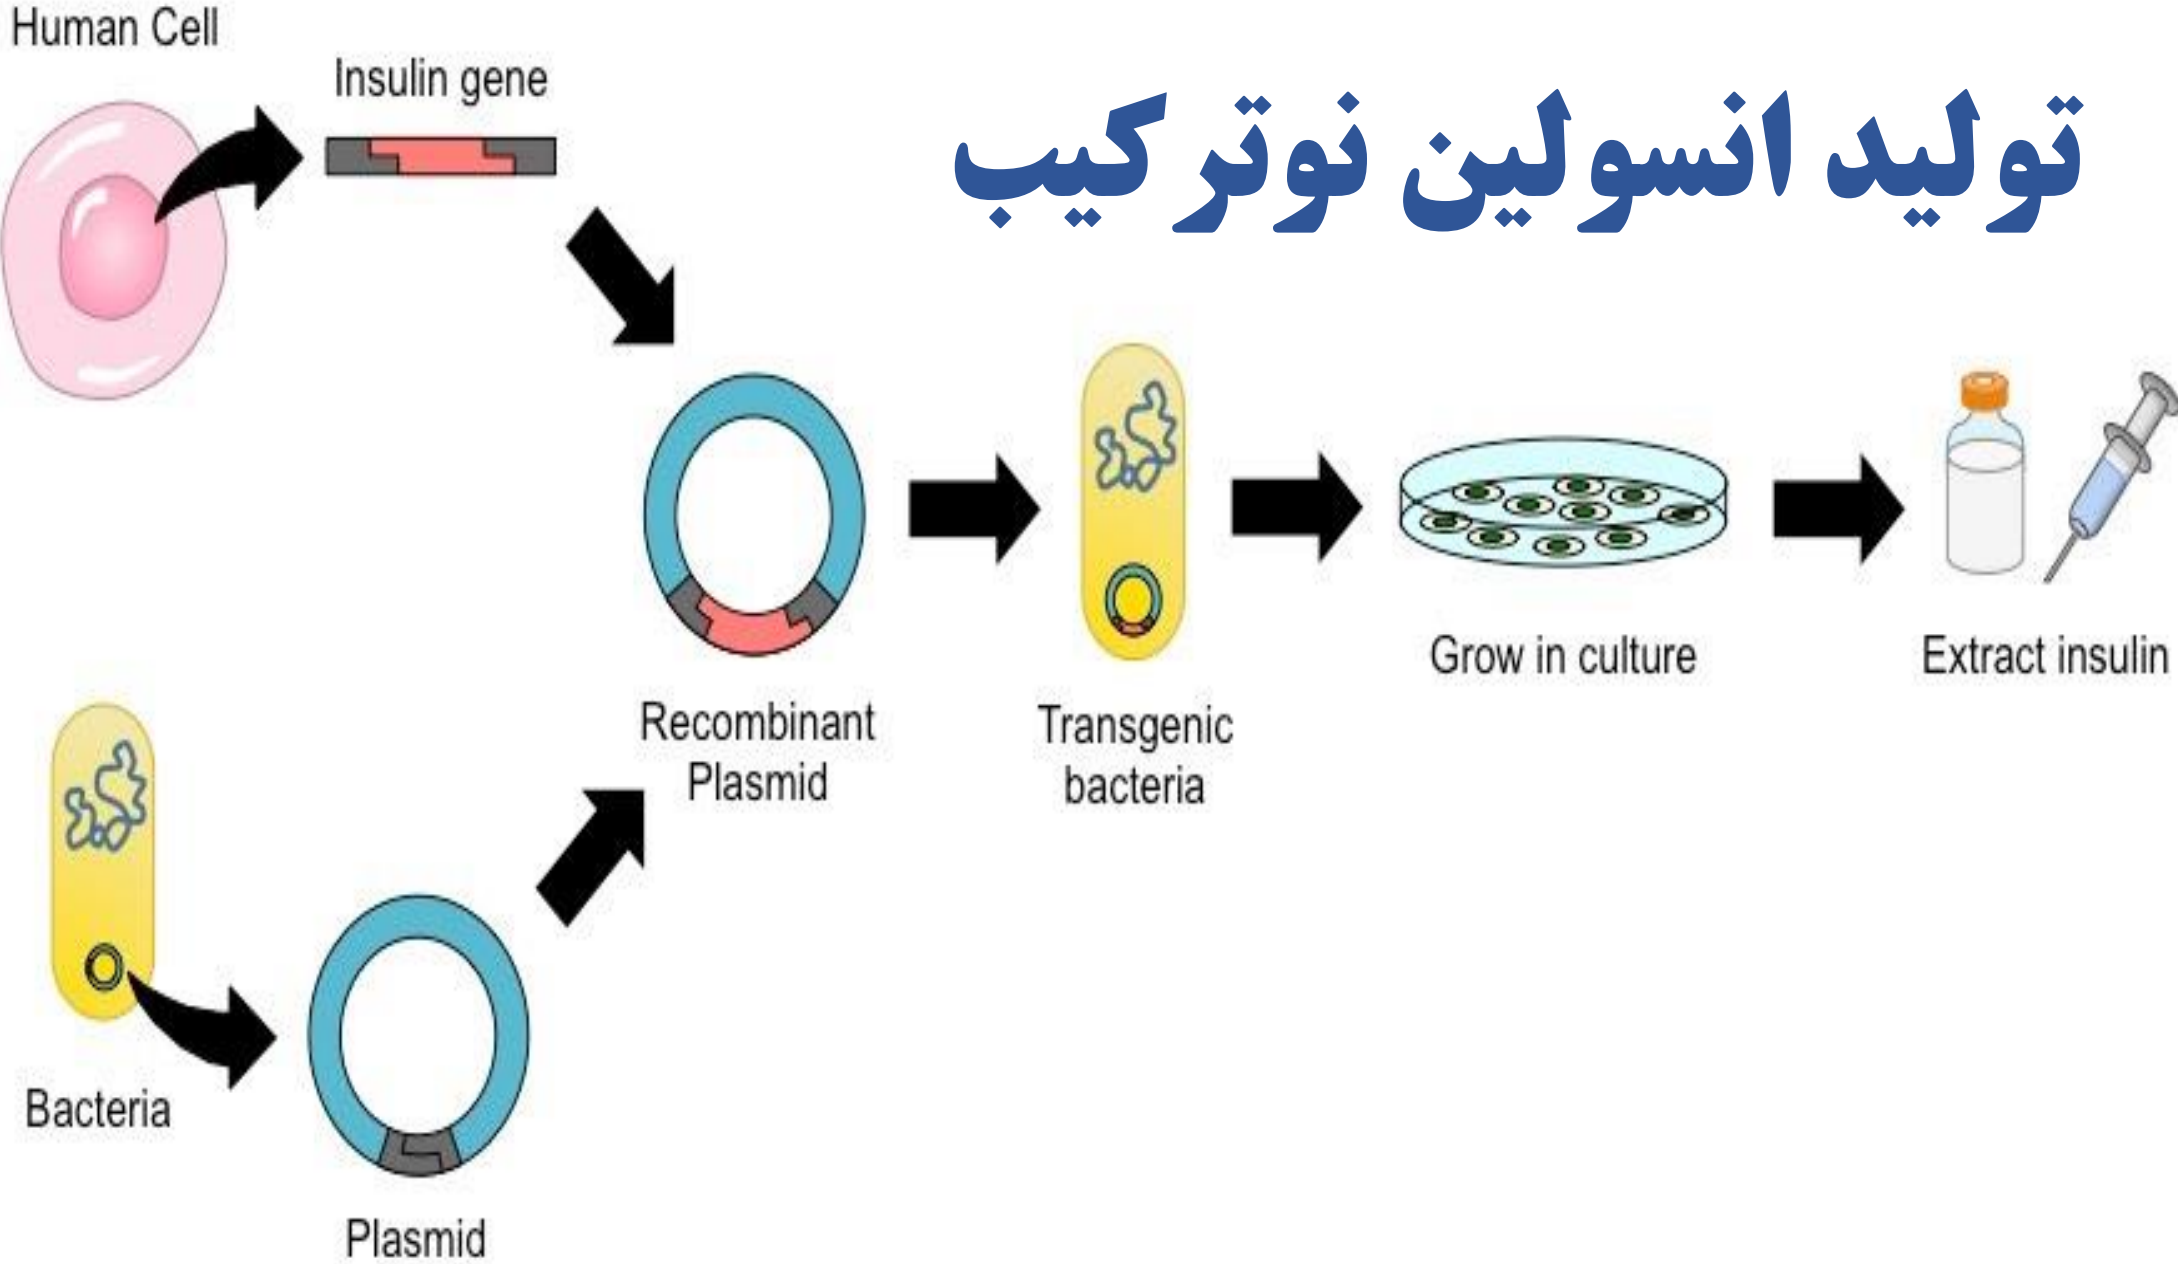 Human Cell
Insulin gene
تولید انسولین نوترکیب
Recombinant
Plasmid
Transgenic
bacteria
Grow in culture
Extract insulin
Bacteria
Plasmid